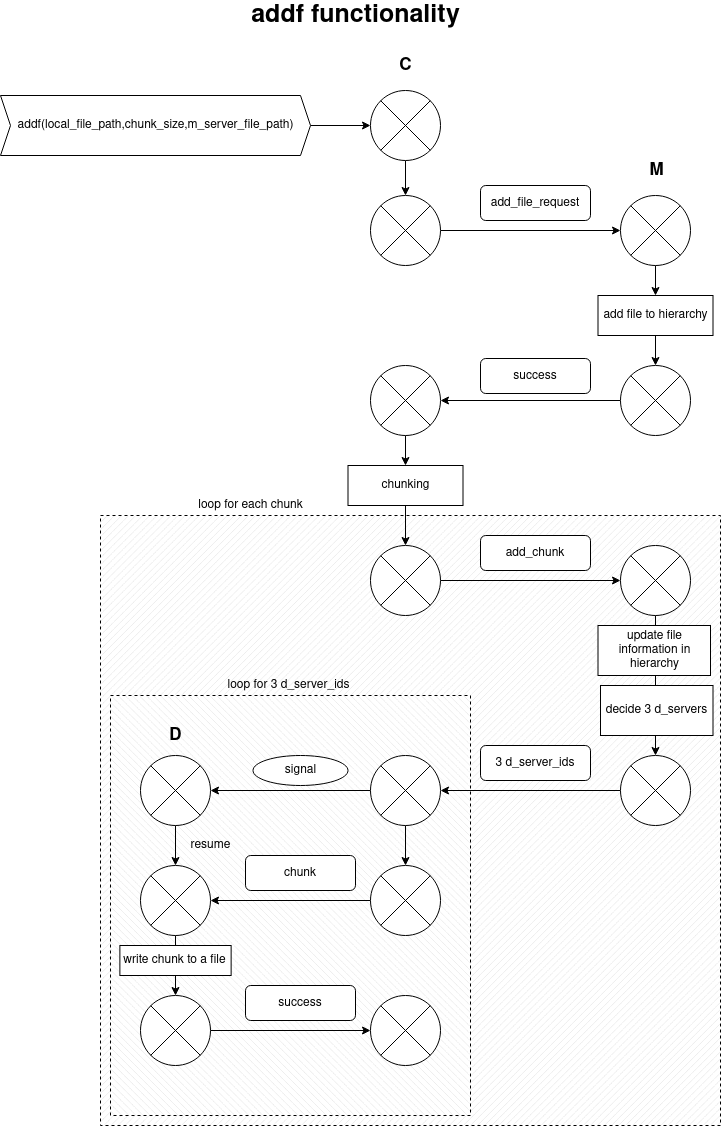 addf functionality
C
addf(local_file_path,chunk_size,m_server_file_path)
M
add_file_request
add file to hierarchy
success
chunking
loop for each chunk
add_chunk
update file
information in
hierarchy
loop for 3 d_server_ids
decide 3 d_servers
D
3 d_server_ids
signal
resume
chunk
write chunk to a file
success